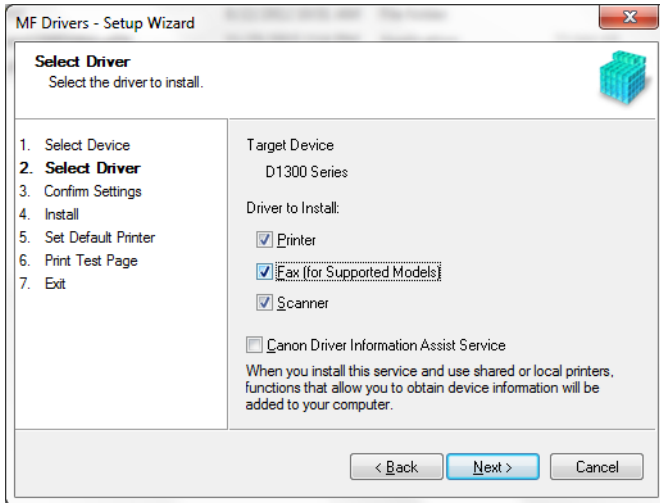 MF Drivers - Setup Wizard
Select Driver
Select the driver to install.
1. Select Device
2. Select Driver
3. Confirm Settings
4. Install
5. Set Default Printer
6. Print Test Page
7. Exit
Target Device
D1300 Series
Driver to Install:
Printer
Fax (for Supported Models)
Scanner
Canon Driver Information Assist Service
When you install this service and use shared or local printers,
functions that allow you to obtain device information will be
added to your computer.
< Back
Next >
Cancel